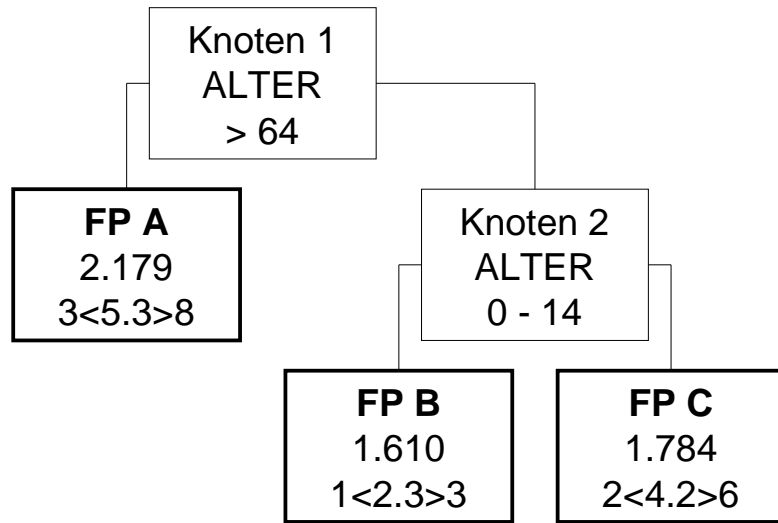 Knoten 1
ALTER
> 64
FP A
2.179
3<5.3>8
Knoten 2
ALTER
0 - 14
FP B
1.610
1<2.3>3
FP C
1.784
2<4.2>6